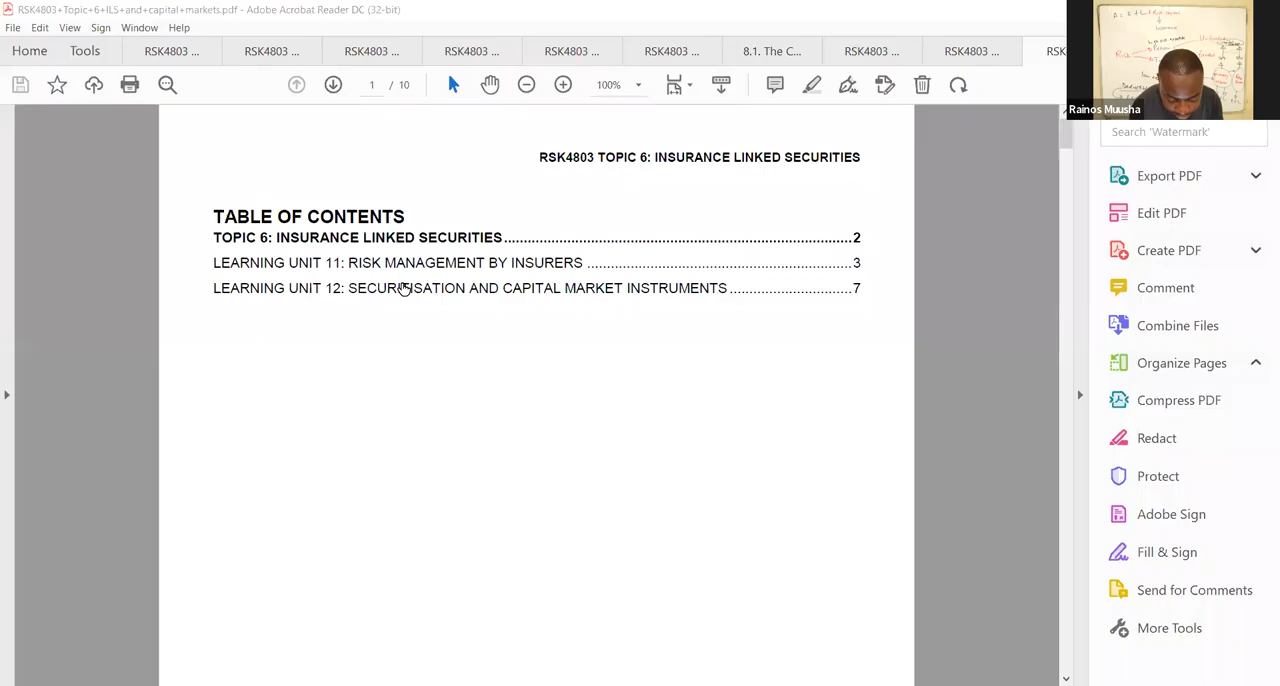 RSK4803+Topic+6+ILS+and+capital+markets.pdf - Adobe Acrobat Reader DC (32-bit)
File Edit View Sign Window Help
Home Tools RSK4803 ... RSK4803 ... RSK4803 ... RSK4803 ... RSK4803 ... RSK4803 ... 8.1. The C... RSK4803 ... RSK4803 ... RSK
1 / 10 100%
Rainos Muusha
Risk
Search 'Watermark'
RSK4803 TOPIC 6: INSURANCE LINKED SECURITIES
TABLE OF CONTENTS
TOPIC 6: INSURANCE LINKED SECURITIES 2
LEARNING UNIT 11: RISK MANAGEMENT BY INSURERS 3
LEARNING UNIT 12: SECURITISATION AND CAPITAL MARKET INSTRUMENTS 7
Export PDF
Edit PDF
Create PDF
Comment
Combine Files
Organize Pages
Compress PDF
Redact
Protect
Adobe Sign
Fill & Sign
Send for Comments
More Tools